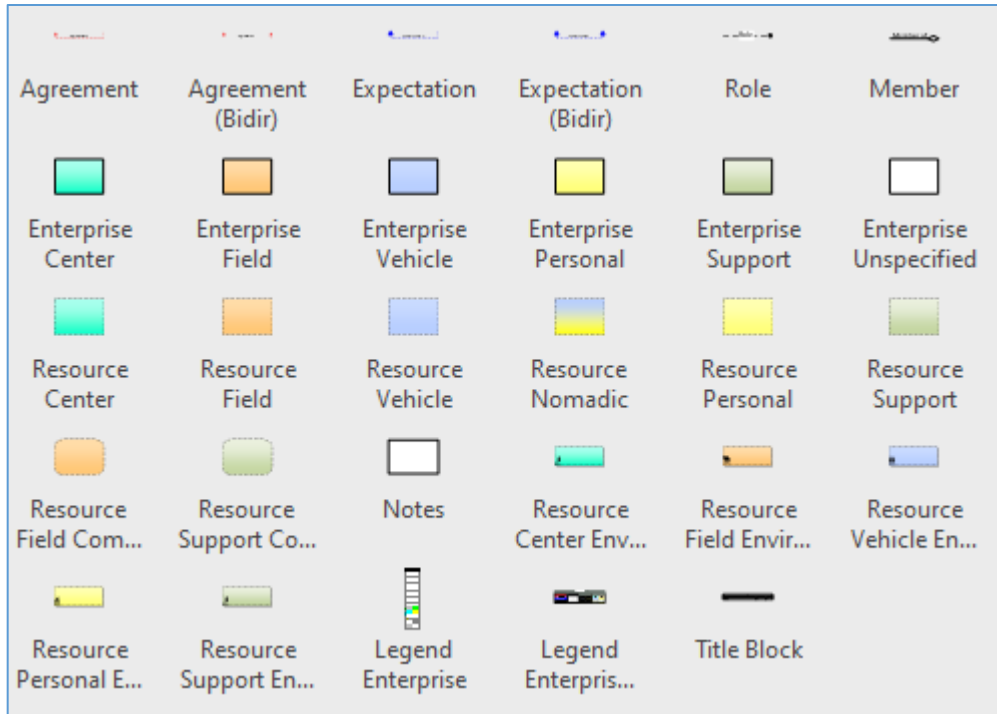 Agreement
Agreement
(Bidir)
Expectation
Expectation
(Bidir)
Role
Member
Enterprise
Center
Enterprise
Field
Enterprise
Vehicle
Enterprise
Personal
Enterprise
Support
Enterprise
Unspecified
Resource
Center
Resource
Field
Resource
Vehicle
Resource
Nomadic
Resource
Personal
Resource
Support
Resource
Field Com...
Resource
Support Co...
Notes
Resource
Center Env...
Resource
Field Envir...
Resource
Vehicle En...
Resource
Personal E...
Resource
Support En...
Legend
Enterprise
Legend
Enterpris...
Title Block